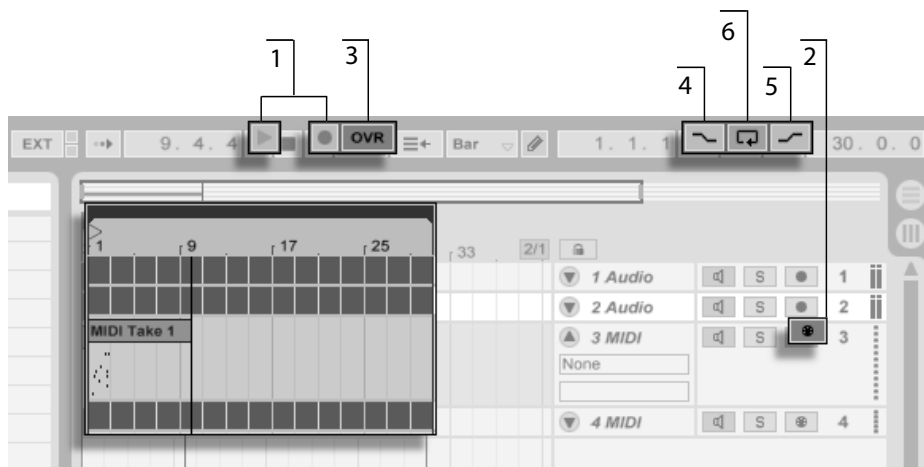 6
1 3 2
4 5
EXT 9. 4. 4 OVR Bar 1. 1. 1 30. 0. 0
1 9 17 25 33 2/1
1 Audio S 1
2 Audio S 2
MIDI Take 1 3 MIDI S 3
None
4 MIDI S 4